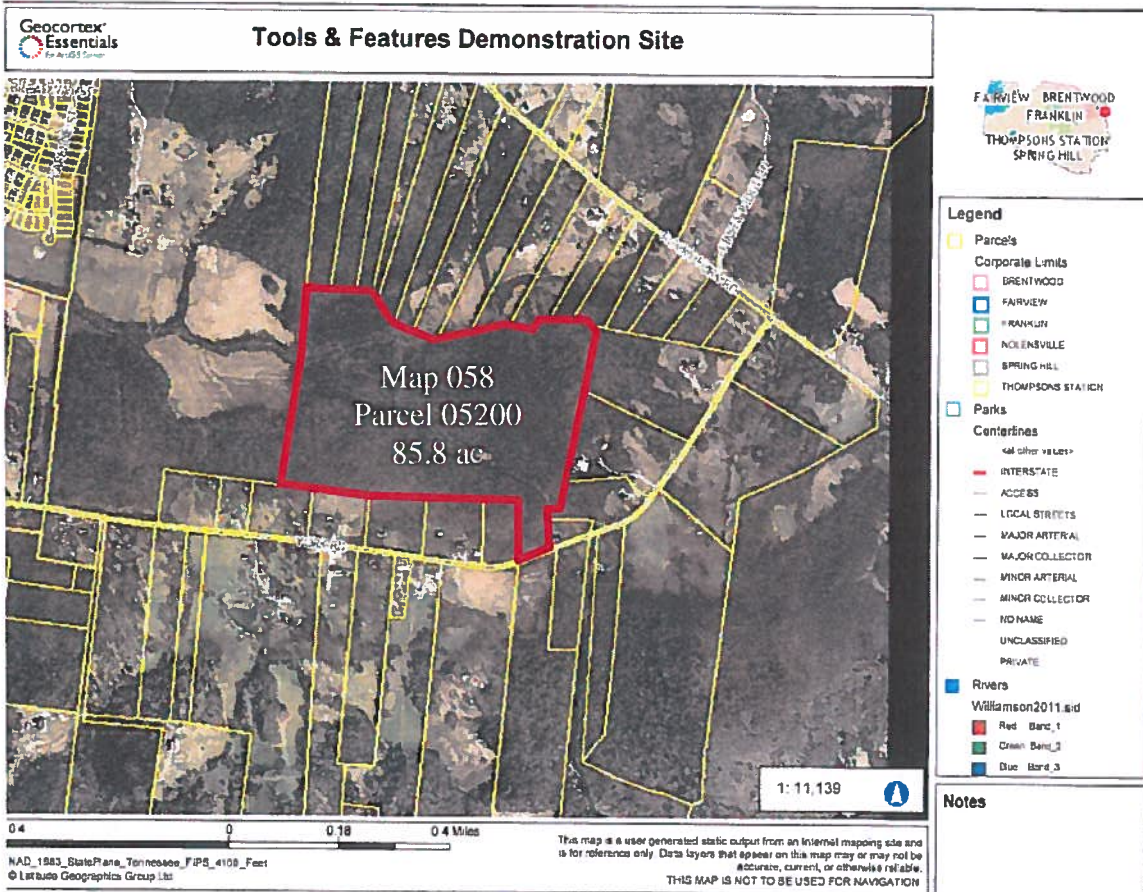 Geocortex
Essentials
for ArcGIS Server
Tools & Features Demonstration Site
FAIRVIEW BRENTWOOD
FRANKLIN
THOMPSONS STATION
SPRING HILL
Map 058
Parcel 05200
85.8 ac
Legend
Parcels
Corporate Limits
BRENTWOOD
FAIRVIEW
FRANKLIN
NOLENSVILLE
SPRING HILL
THOMPSONS STATION
Parks
Centerlines
<all other values>
INTERSTATE
ACCESS
LOCAL STREETS
MAJOR ARTERIAL
MAJOR COLLECTOR
MINOR ARTERIAL
MINOR COLLECTOR
NO NAME
UNCLASSIFIED
PRIVATE
Rivers
Williamson2011.sid
Red: Band_1
Green: Band_2
Blue: Band_3
1: 11,139
Notes
0.4 0 0.18 0.4 Miles
NAD_1983_StatePlane_Tennessee_FIPS_4100_Feet
© Latitude Geographics Group Ltd.
This map is a user generated static output from an Internet mapping site and
is for reference only. Data layers that appear on this map may or may not be
accurate, current, or otherwise reliable.
THIS MAP IS NOT TO BE USED FOR NAVIGATION